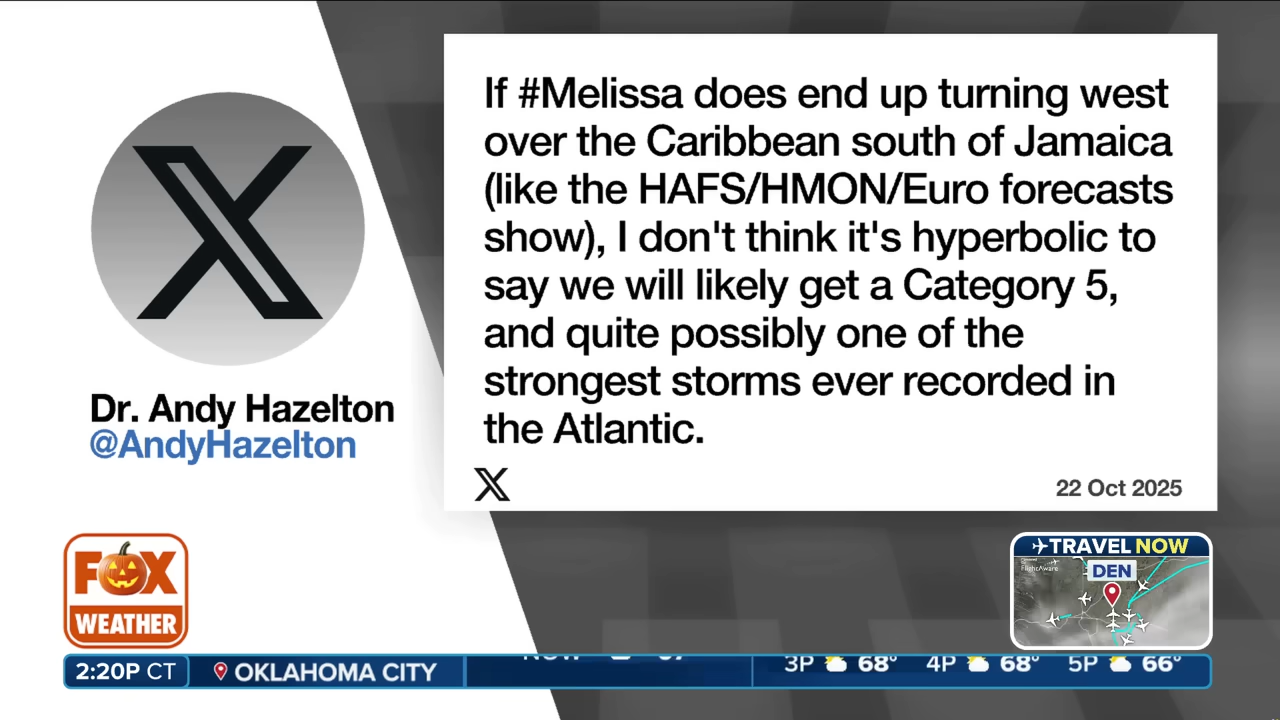 If #Melissa does end up turning west
over the Caribbean south of Jamaica
(like the HAFS/HMON/Euro forecasts
show), I don't think it's hyperbolic to
say we will likely get a Category 5,
and quite possibly one of the
strongest storms ever recorded in
the Atlantic.
22 Oct 2025
Dr. Andy Hazelton
@AndyHazelton
FOX
WEATHER
TRAVEL NOW
FlightAware
DEN
2:20P CT
OKLAHOMA CITY
3P 68° 4P 68° 5P 66°